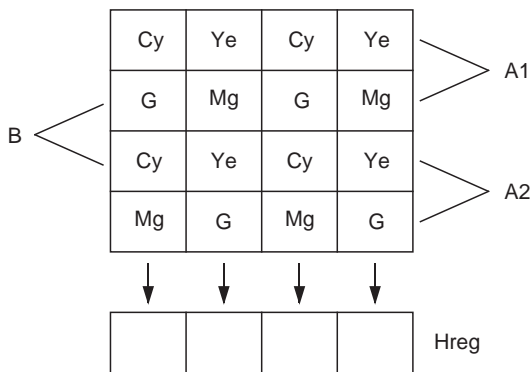 Cy Ye Cy Ye
A1
G Mg G Mg
B
Cy Ye Cy Ye
A2
Mg G Mg G
Hreg